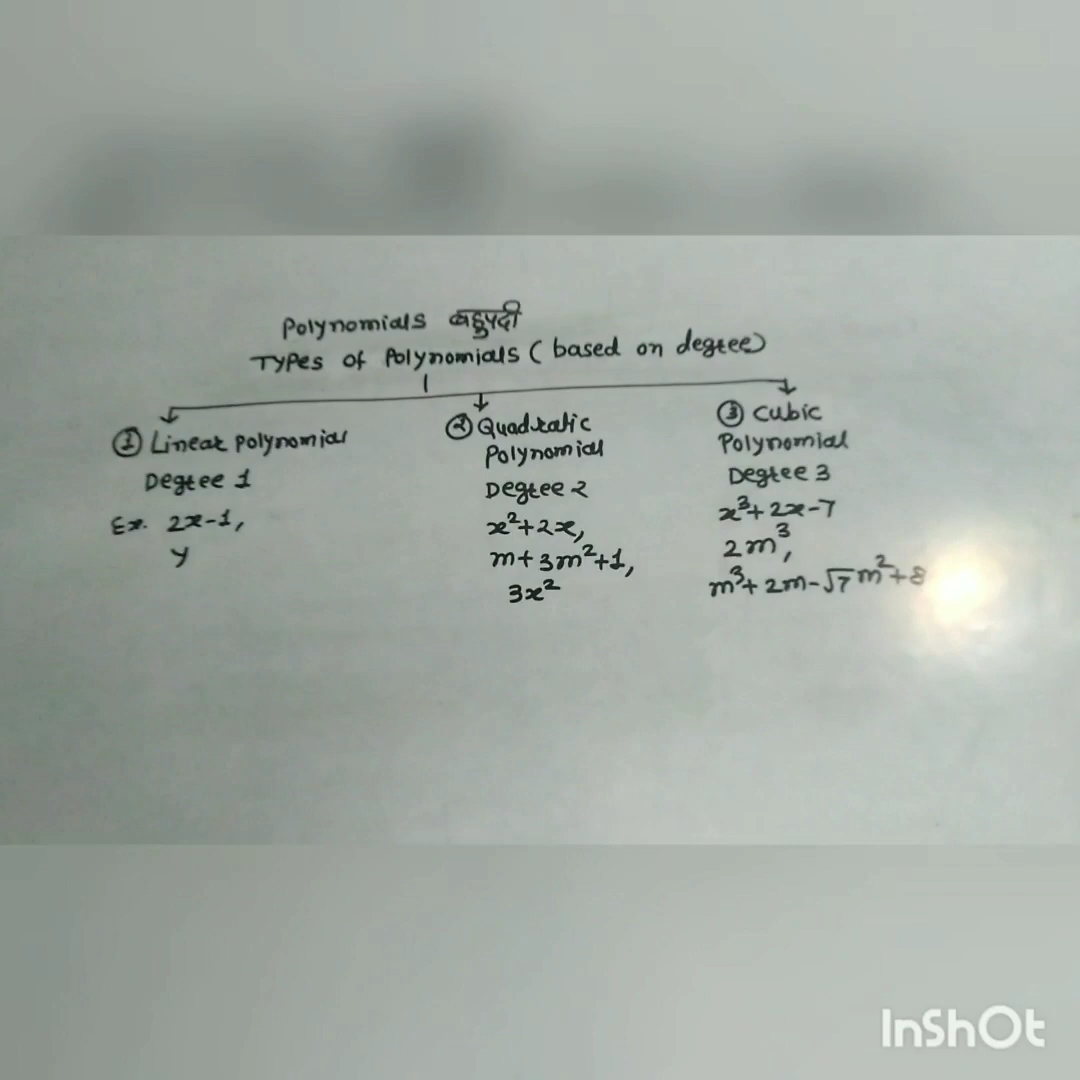 Polynomials बहुपदी
Types of Polynomials (based on degree)
① Linear Polynomial
Degree 1
Ex. 2x-1,
y
② Quadratic
Polynomial
Degree 2
x²+2x,
m+3m²+1,
3x²
③ Cubic
Polynomial
Degree 3
x³+2x-7
2m³,
m³+2m-√7m²+8
InShOt